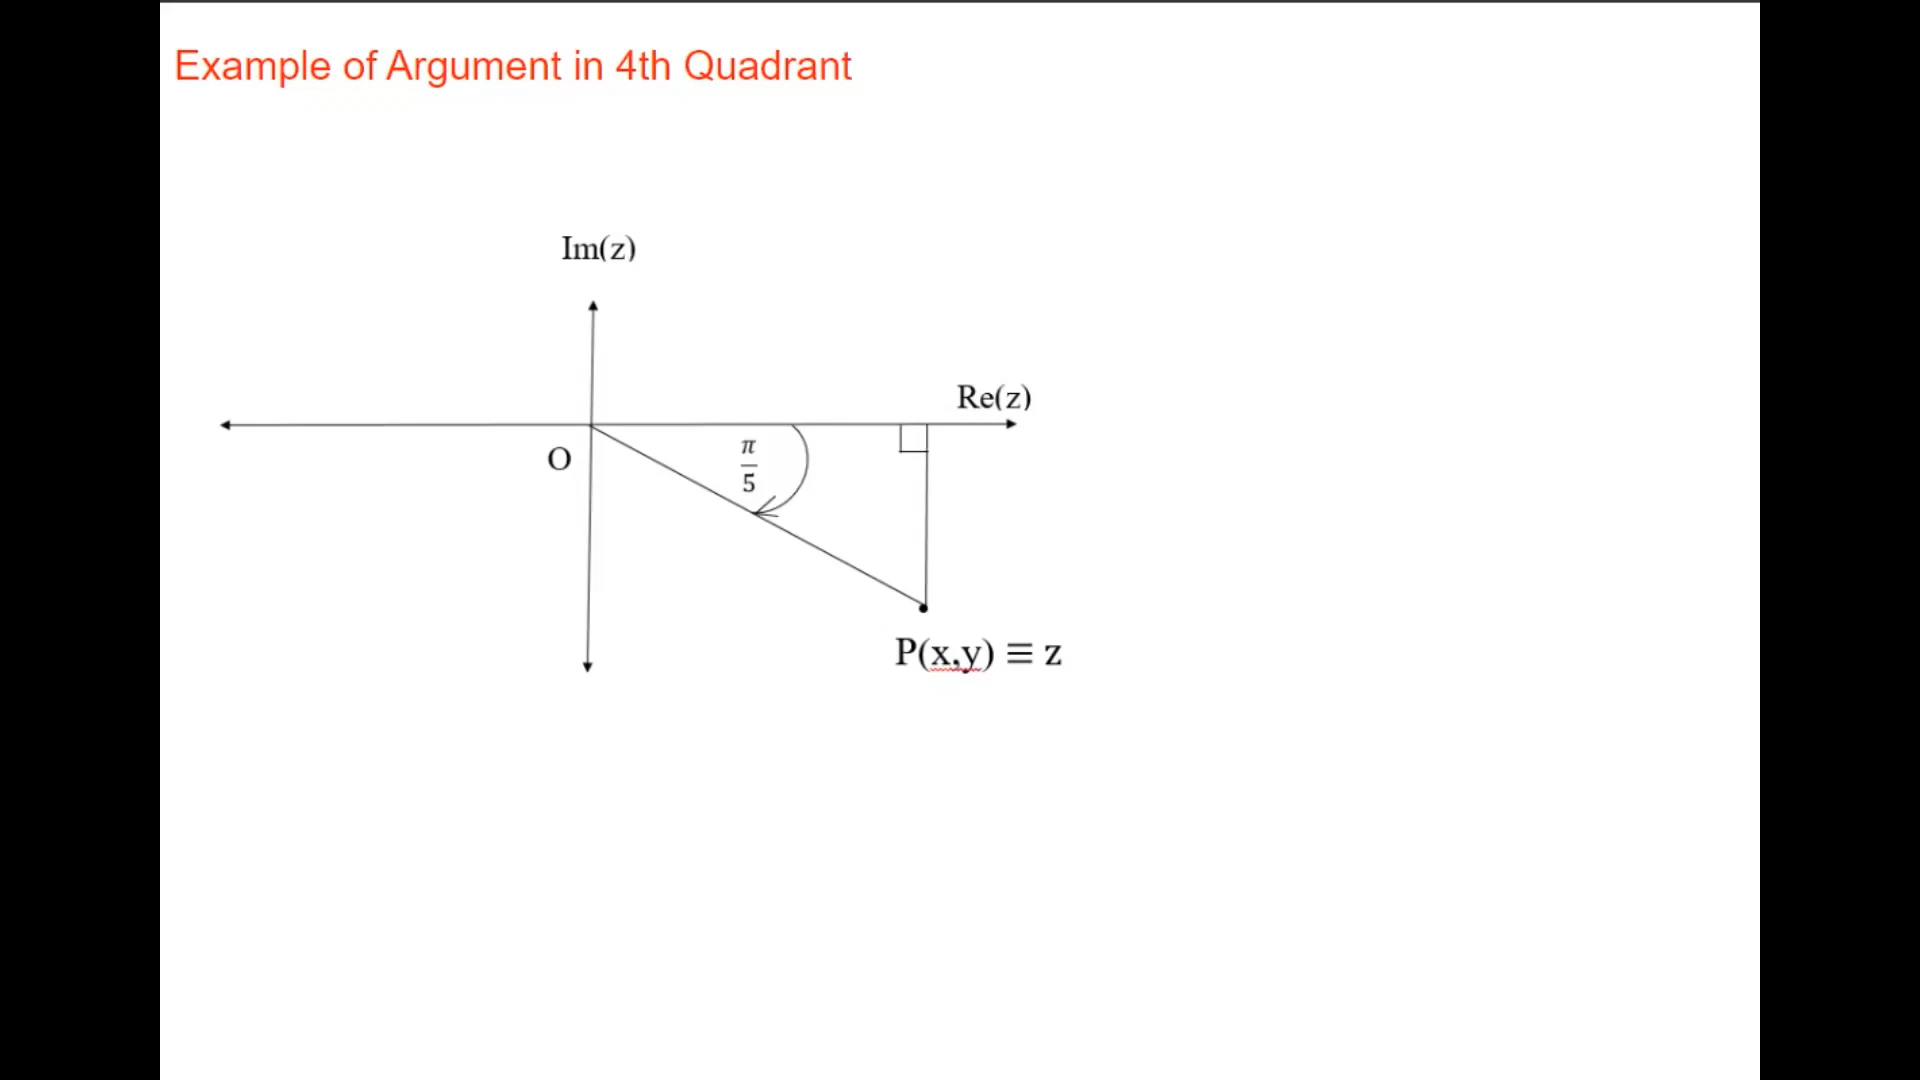 Example of Argument in 4th Quadrant
Im(z)
Re(z)
O
π
5
P(x,y) ≡ z